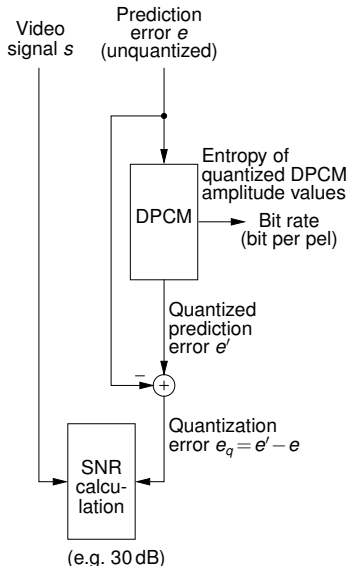 Video
signal s
Prediction
error e
(unquantized)
Entropy of
quantized DPCM
amplitude values
DPCM
Bit rate
(bit per pel)
Quantized
prediction
error e′
−
+
Quantization
error e_q = e′ − e
SNR
calcu-
lation
(e.g. 30 dB)